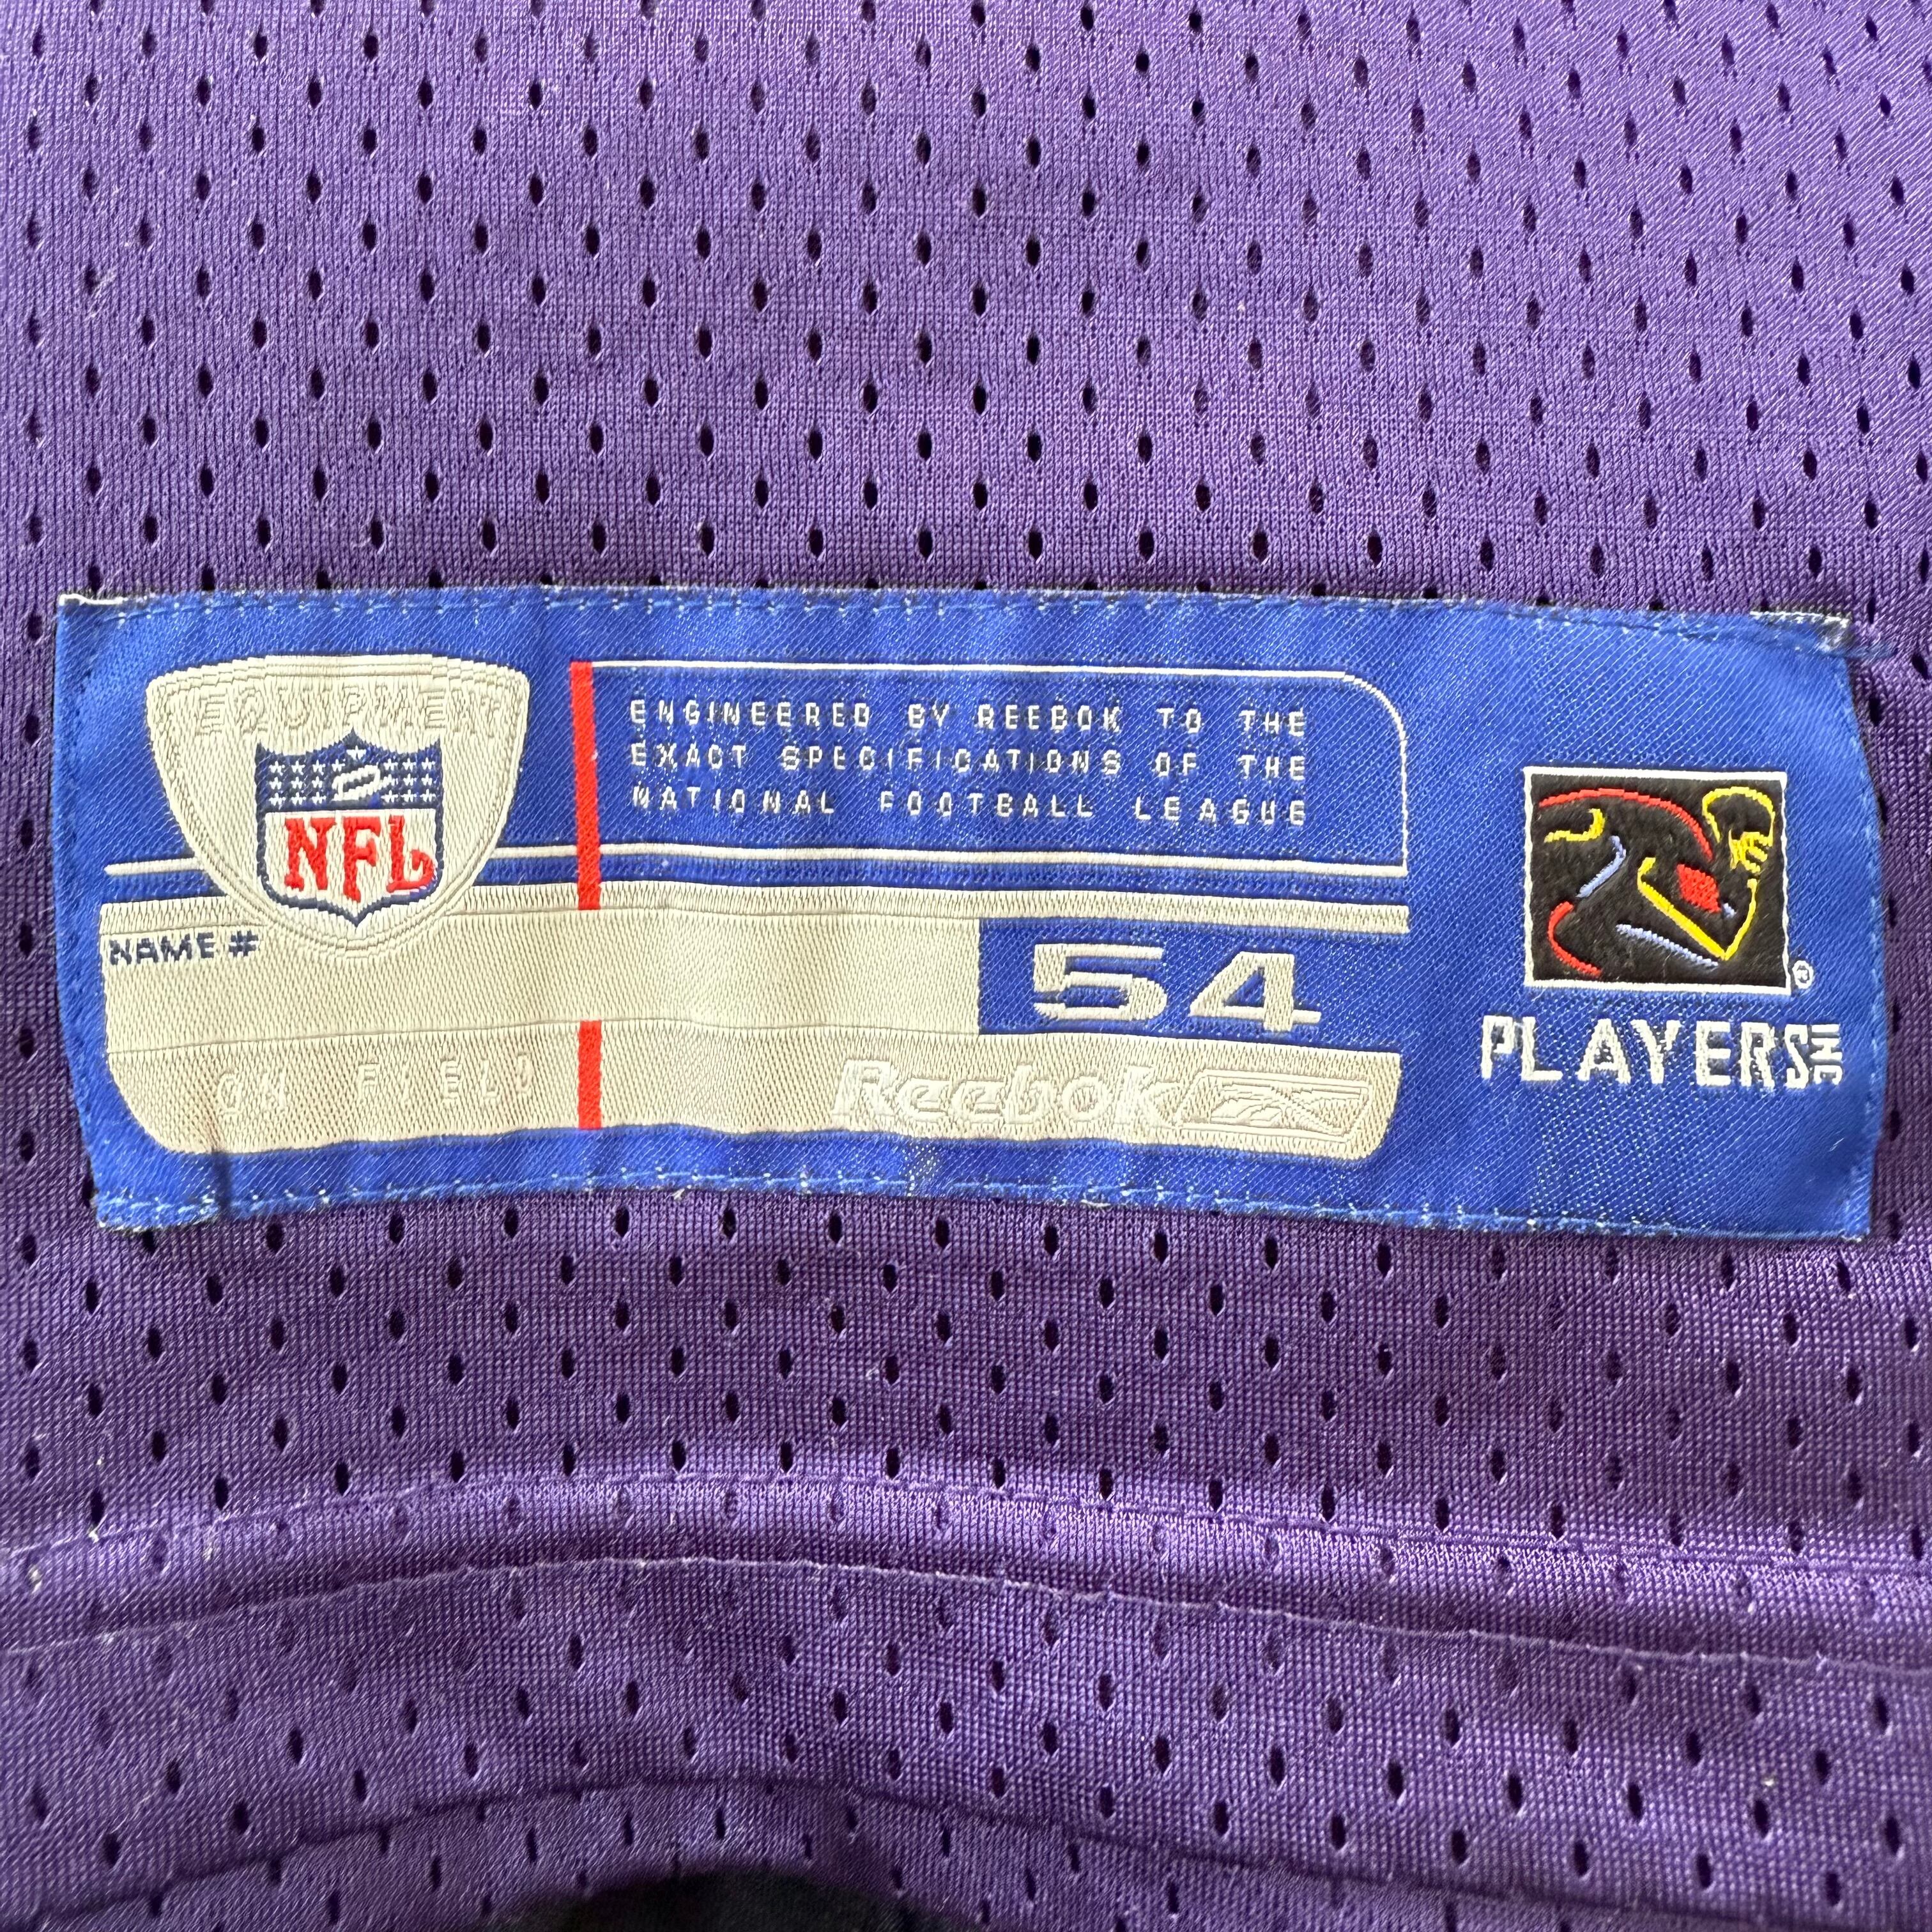 EQUIPMENT
NFL
ENGINEERED BY REEBOK TO THE
EXACT SPECIFICATIONS OF THE
NATIONAL FOOTBALL LEAGUE
NAME #
54
ON FIELD
Reebok
®
PLAYERS INC